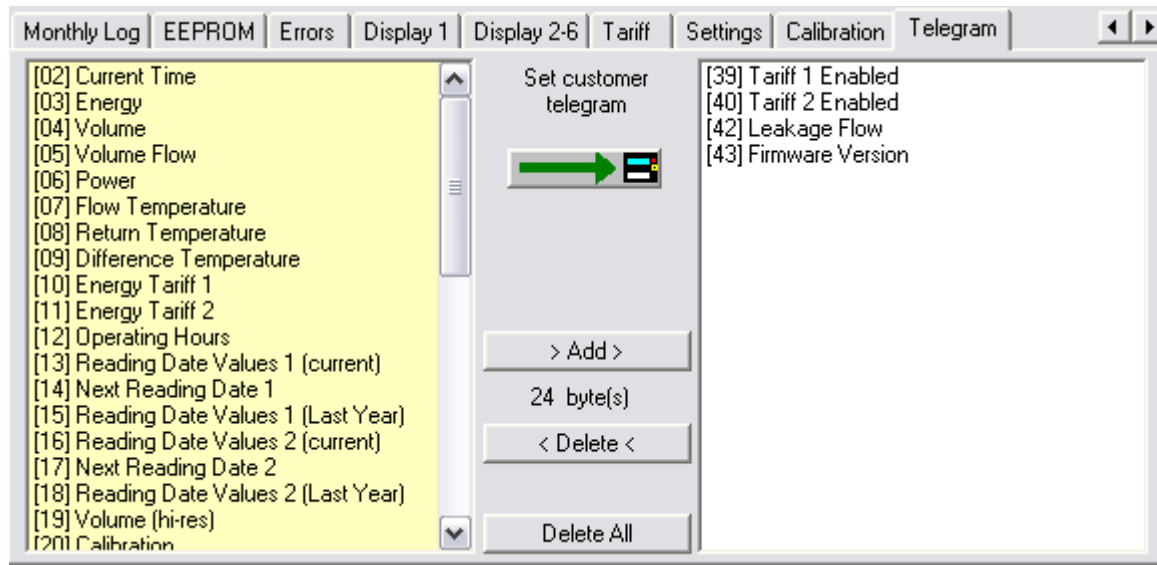 Monthly Log EEPROM Errors Display 1 Display 2-6 Tariff Settings Calibration Telegram
[02] Current Time
[03] Energy
[04] Volume
[05] Volume Flow
[06] Power
[07] Flow Temperature
[08] Return Temperature
[09] Difference Temperature
[10] Energy Tariff 1
[11] Energy Tariff 2
[12] Operating Hours
[13] Reading Date Values 1 (current)
[14] Next Reading Date 1
[15] Reading Date Values 1 (Last Year)
[16] Reading Date Values 2 (current)
[17] Next Reading Date 2
[18] Reading Date Values 2 (Last Year)
[19] Volume (hi-res)
[20] Calibration
Set customer
telegram
> Add >
24 byte(s)
< Delete <
Delete All
[39] Tariff 1 Enabled
[40] Tariff 2 Enabled
[42] Leakage Flow
[43] Firmware Version